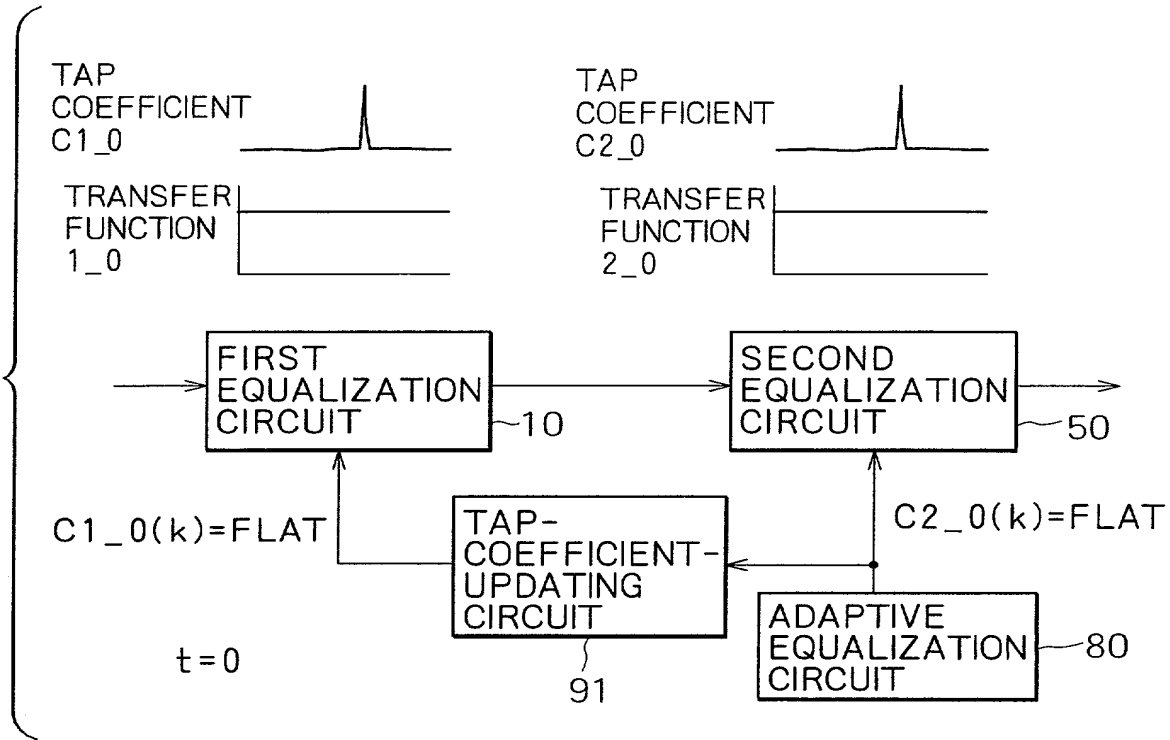 TAP
COEFFICIENT
C1_0
TAP
COEFFICIENT
C2_0
TRANSFER
FUNCTION
1_0
TRANSFER
FUNCTION
2_0
FIRST
EQUALIZATION
CIRCUIT
10
SECOND
EQUALIZATION
CIRCUIT
50
C1_0(k)=FLAT
TAP-
COEFFICIENT-
UPDATING
CIRCUIT
91
C2_0(k)=FLAT
ADAPTIVE
EQUALIZATION
CIRCUIT
80
t=0